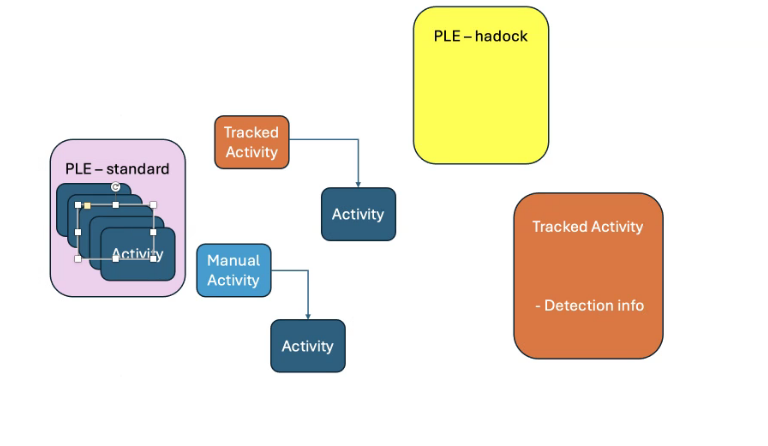 PLE – hadock
Tracked
Activity
PLE – standard
Activity
Tracked Activity
Activity
Manual
Activity
- Detection info
Activity